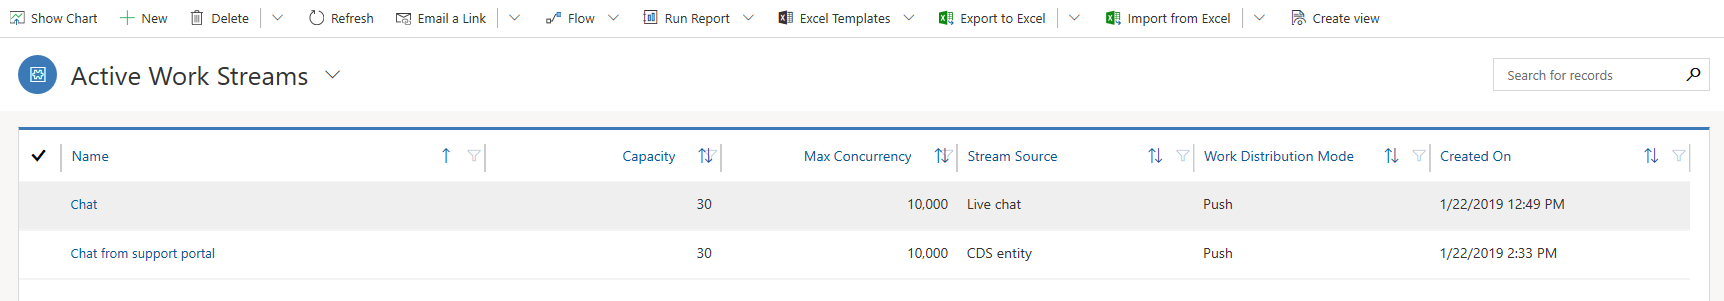 Show Chart New Delete Refresh Email a Link Flow Run Report Excel Templates Export to Excel Import from Excel Create view
Active Work Streams Search for records
Name Capacity Max Concurrency Stream Source Work Distribution Mode Created On
Chat 30 10,000 Live chat Push 1/22/2019 12:49 PM
Chat from support portal 30 10,000 CDS entity Push 1/22/2019 2:33 PM